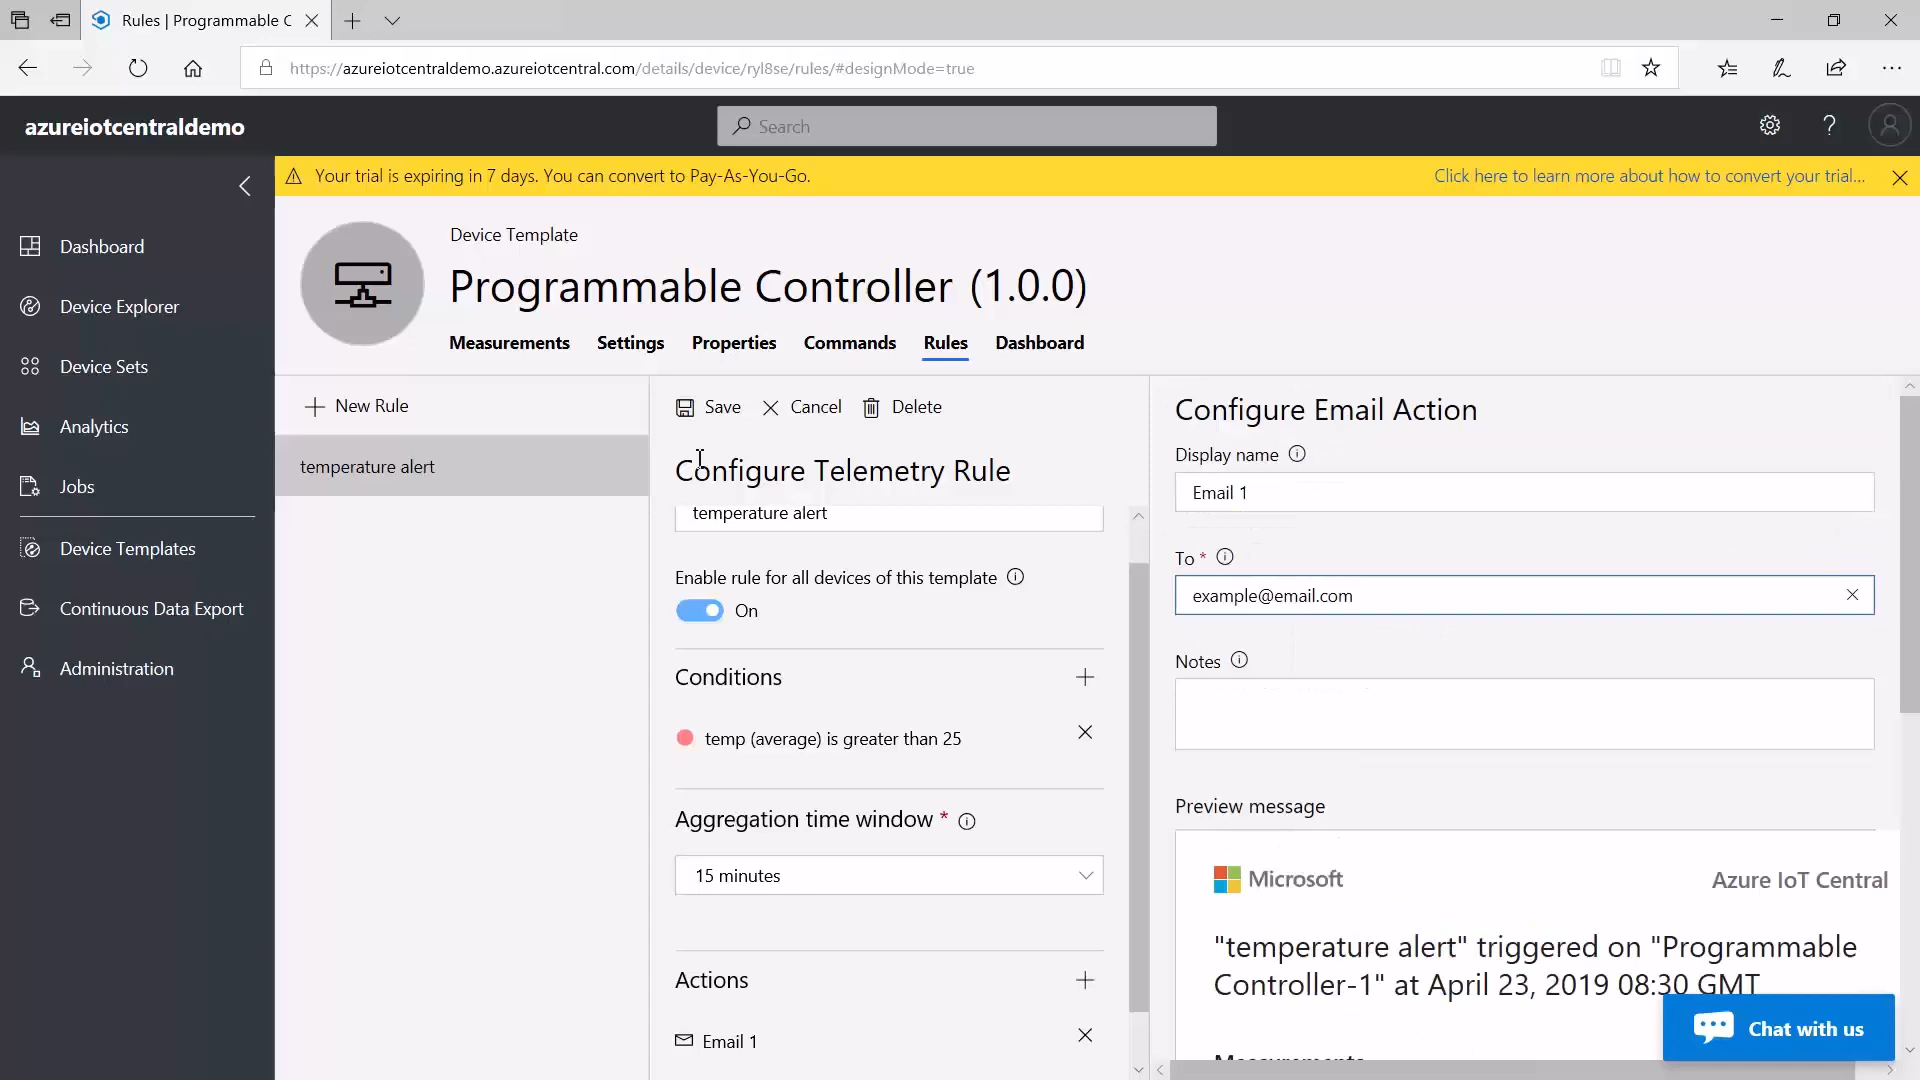 Rules | Programmable C
https://azureiotcentraldemo.azureiotcentral.com/details/device/ryl8se/rules/#designMode=true
azureiotcentraldemo
Search
Your trial is expiring in 7 days. You can convert to Pay-As-You-Go.
Click here to learn more about how to convert your trial...
Dashboard
Device Explorer
Device Sets
Analytics
Jobs
Device Templates
Continuous Data Export
Administration
Device Template
Programmable Controller (1.0.0)
Measurements Settings Properties Commands Rules Dashboard
New Rule
temperature alert
Save Cancel Delete
Configure Telemetry Rule
temperature alert
Enable rule for all devices of this template
On
Conditions
temp (average) is greater than 25
Aggregation time window *
15 minutes
Actions
Email 1
Configure Email Action
Display name
Email 1
To *
example@email.com
Notes
Preview message
Microsoft
Azure IoT Central
"temperature alert" triggered on "Programmable
Controller-1" at April 23, 2019 08:30 GMT
Chat with us